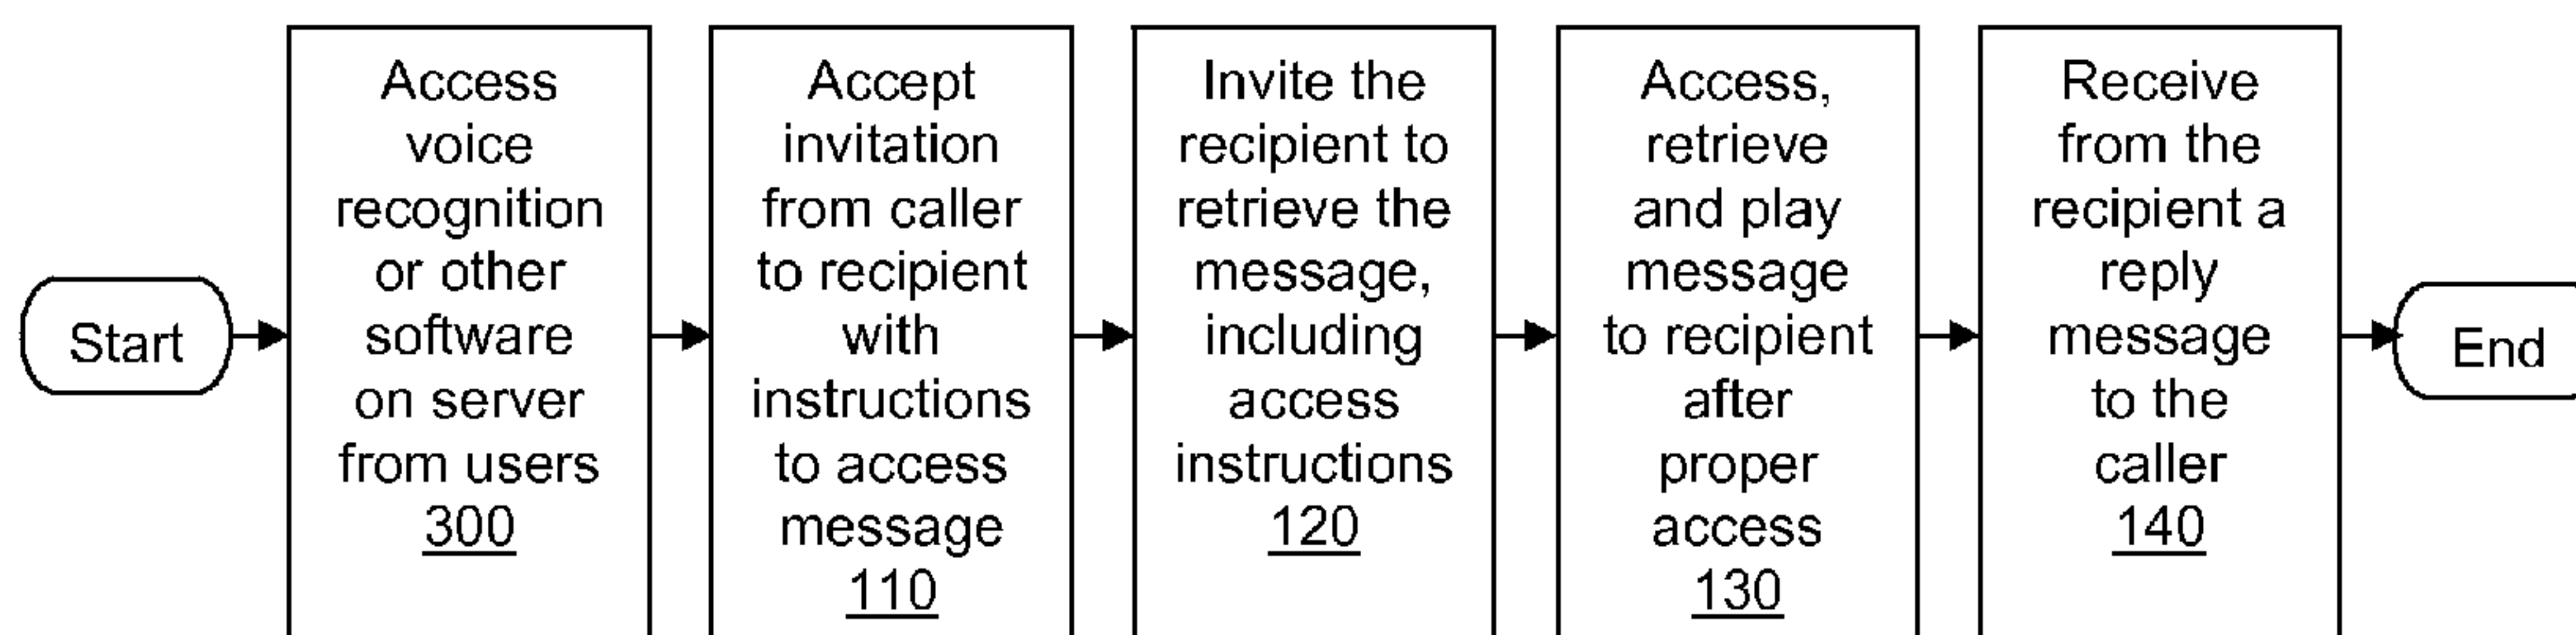 Start
Access
voice
recognition
or other
software
on server
from users
300
Accept
invitation
from caller
to recipient
with
instructions
to access
message
110
Invite the
recipient to
retrieve the
message,
including
access
instructions
120
Access,
retrieve
and play
message
to recipient
after
proper
access
130
Receive
from the
recipient a
reply
message
to the
caller
140
End